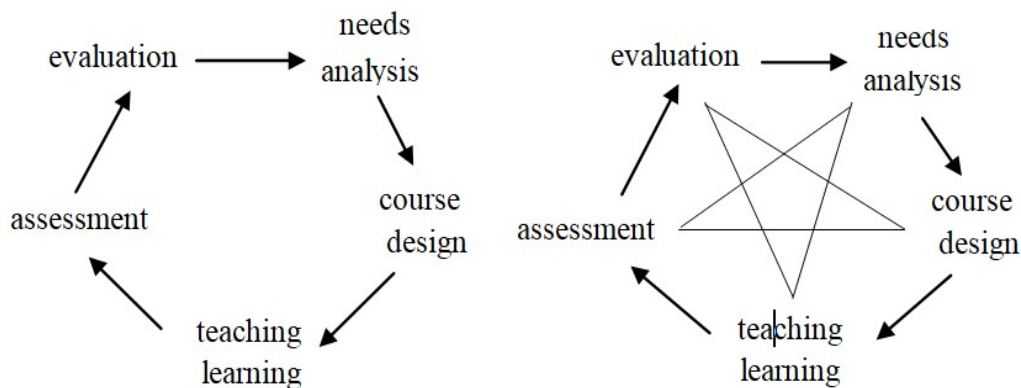 evaluation
needs
analysis
course
design
teaching
learning
assessment
evaluation
needs
analysis
course
design
teaching
learning
assessment